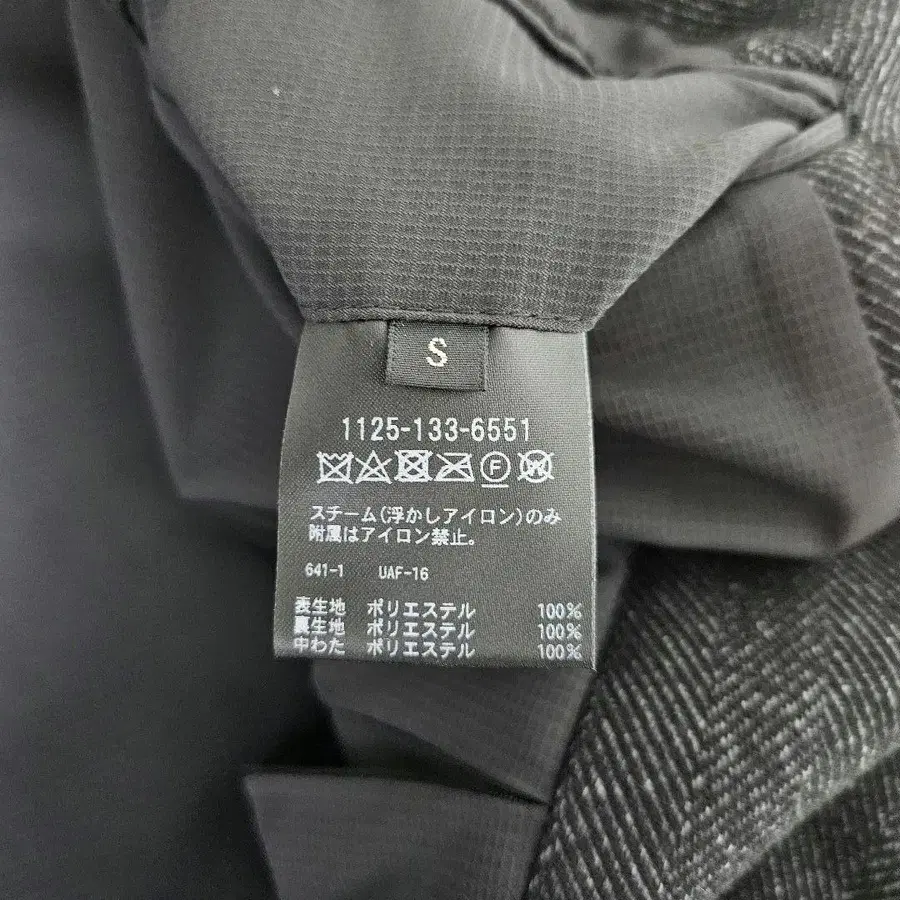 S
1125-133-6551
F W
スチーム(浮かしアイロン)のみ
附属はアイロン禁止。
641-1 UAF-16
表生地 ポリエステル 100%
裏生地 ポリエステル 100%
中わた ポリエステル 100%